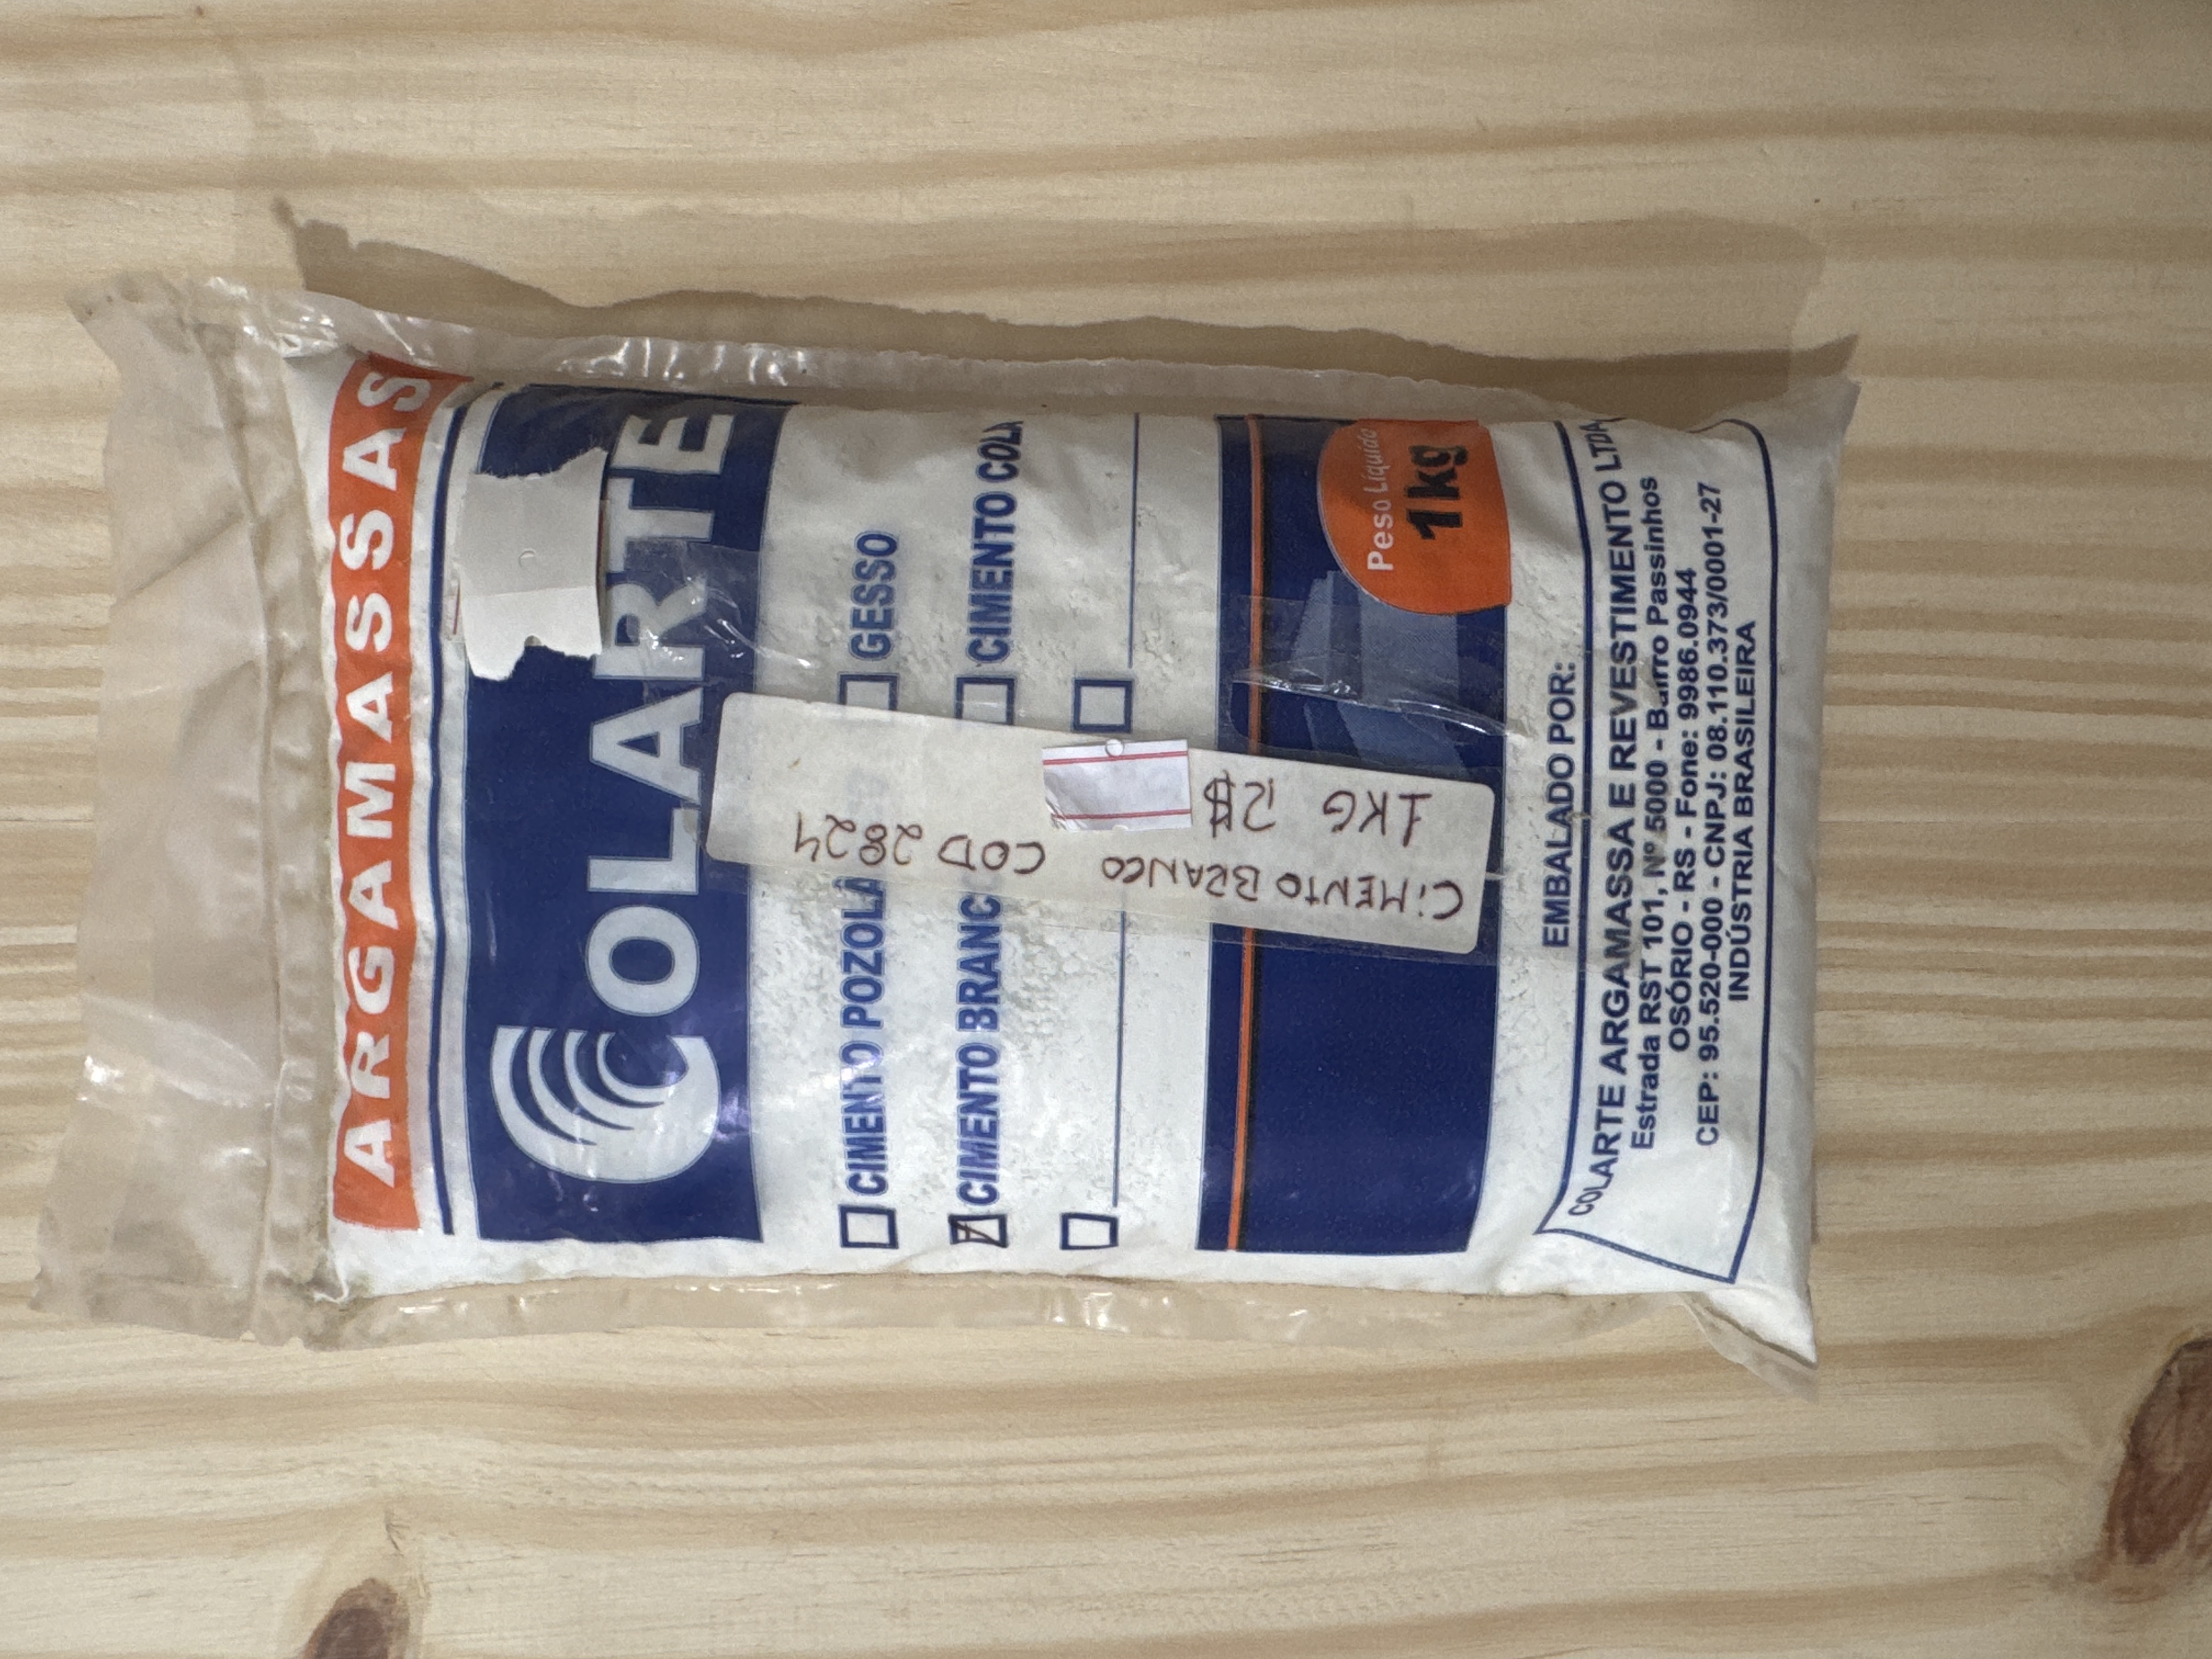 ARGAMASSAS
COLARTE
CIMENTO POZOLÂ
GESSO
CIMENTO BRANC
CIMENTO COLA
Peso Líquido
1kg
CiMENTO BRANCO COD 2824
1KG R$
EMBALADO POR:
COLARTE ARGAMASSA E REVESTIMENTO LTDA
Estrada RST 101, Nº 5000 - Bairro Passinhos
OSÓRIO - RS - Fone: 9986.0944
CEP: 95.520-000 - CNPJ: 08.110.373/0001-27
INDÚSTRIA BRASILEIRA